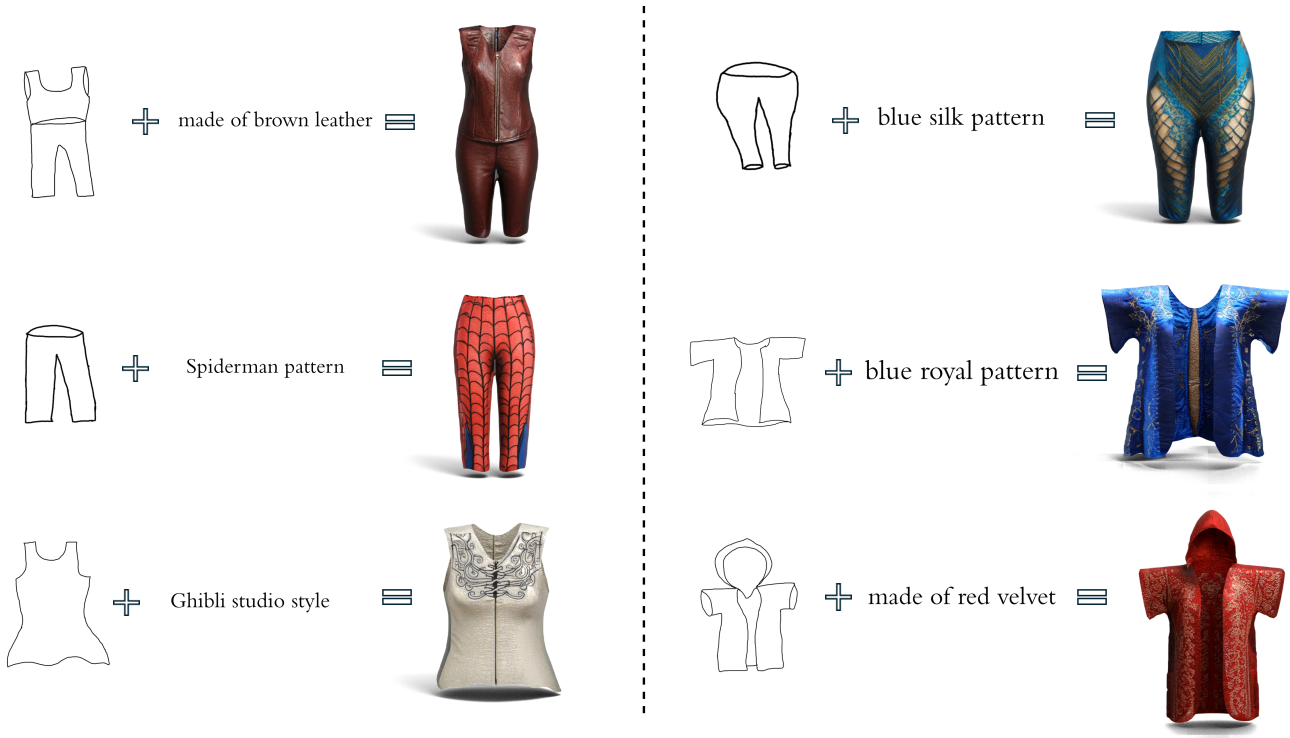 made of brown leather
Spiderman pattern
Ghibli studio style
blue silk pattern
blue royal pattern
made of red velvet